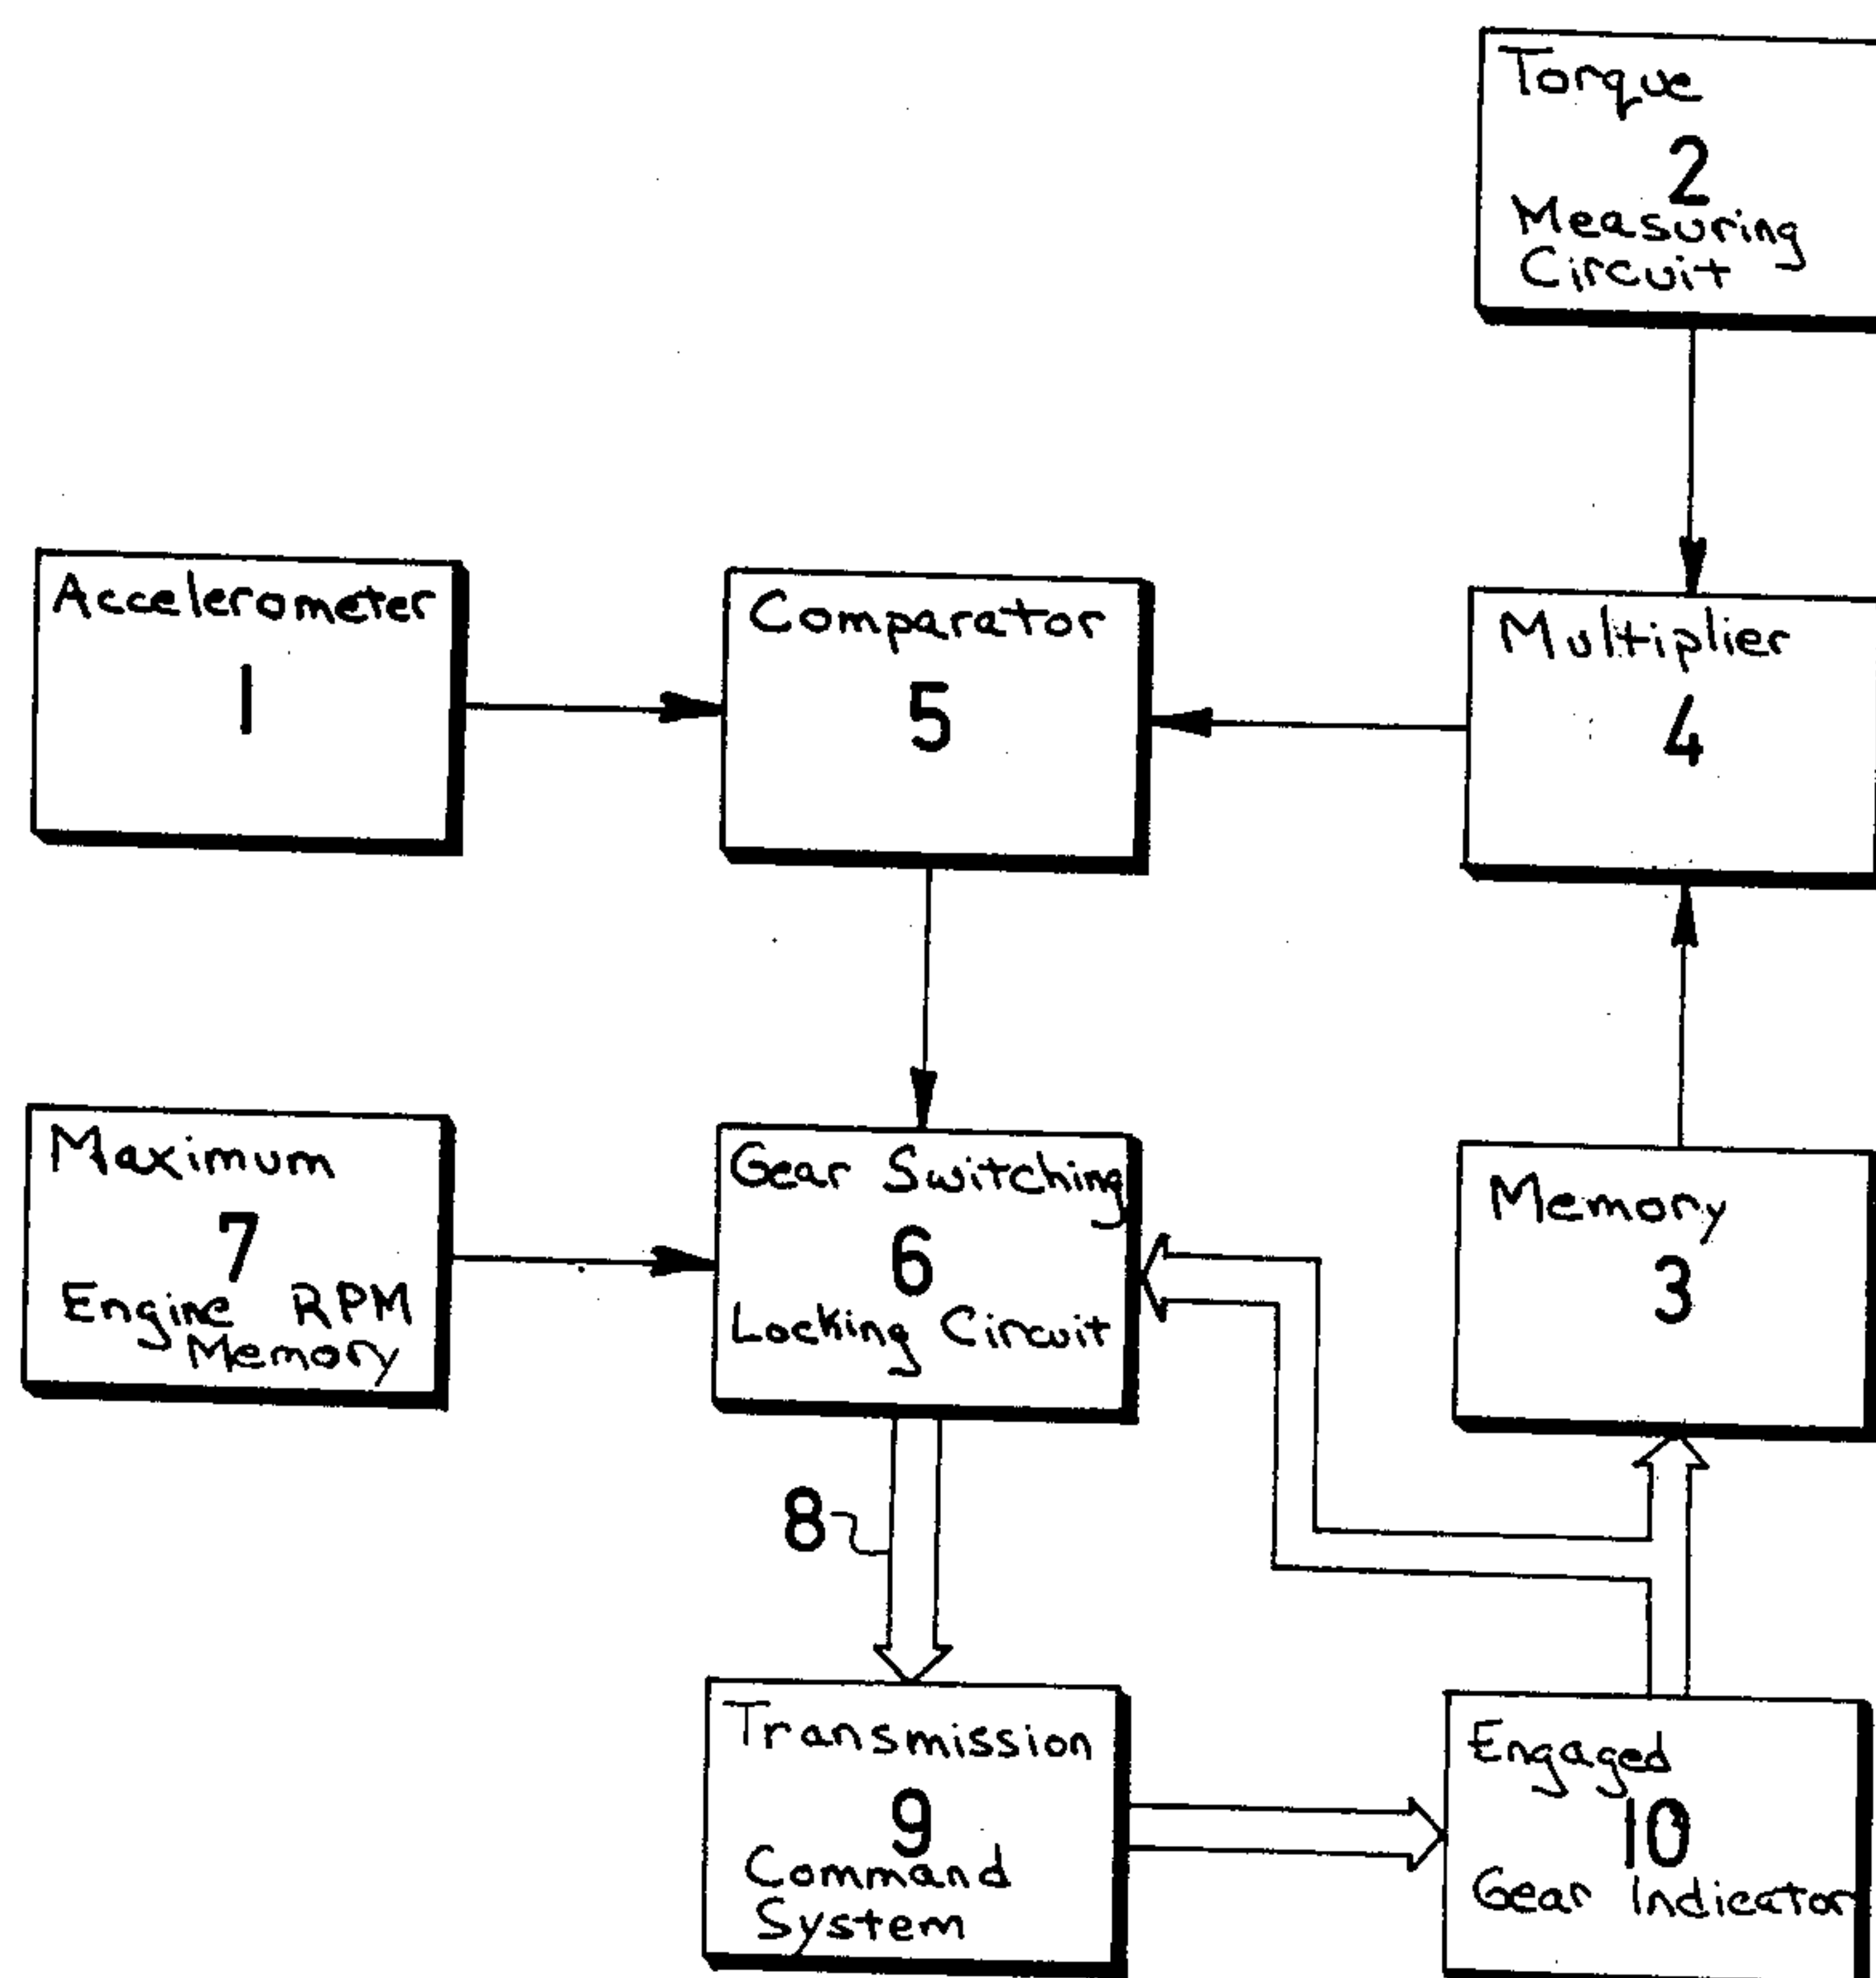 Torque
2
Measuring
Circuit
Accelerometer
1
Comparator
5
Multiplier
4
Maximum
7
Engine RPM
Memory
Gear Switching
6
Locking Circuit
Memory
3
8
Transmission
9
Command
System
Engaged
10
Gear Indicator